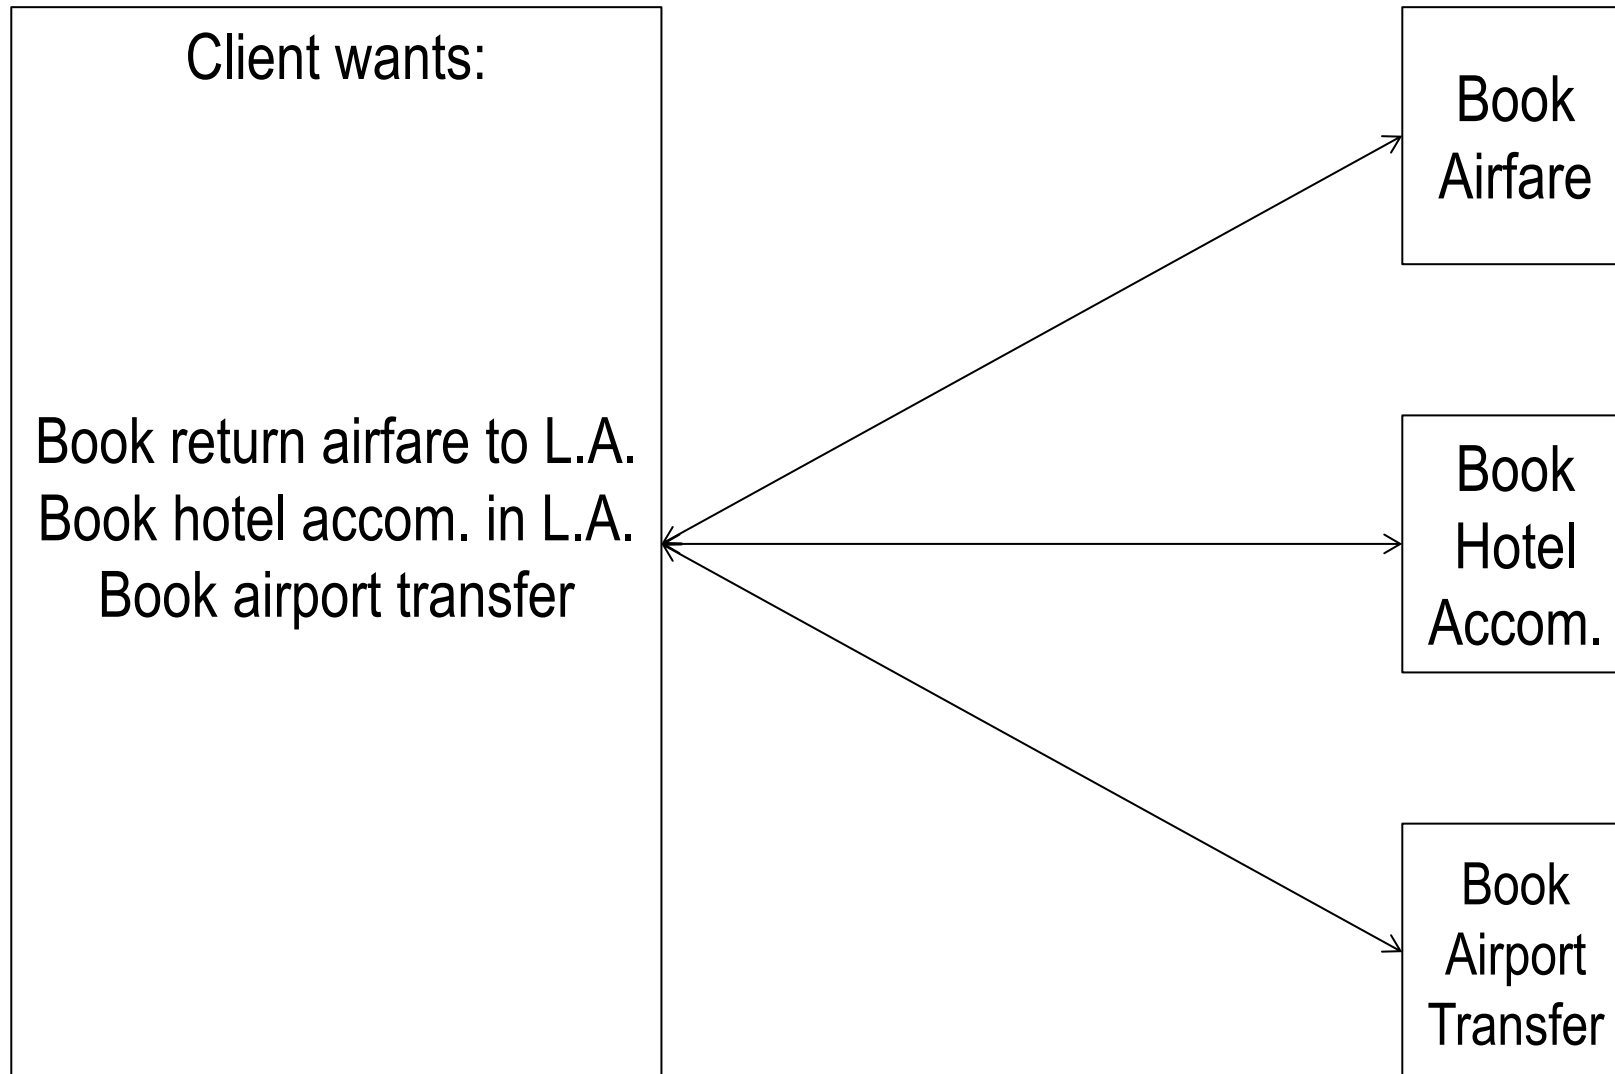 Client wants:
Book return airfare to L.A.
Book hotel accom. in L.A.
Book airport transfer
Book
Airfare
Book
Hotel
Accom.
Book
Airport
Transfer